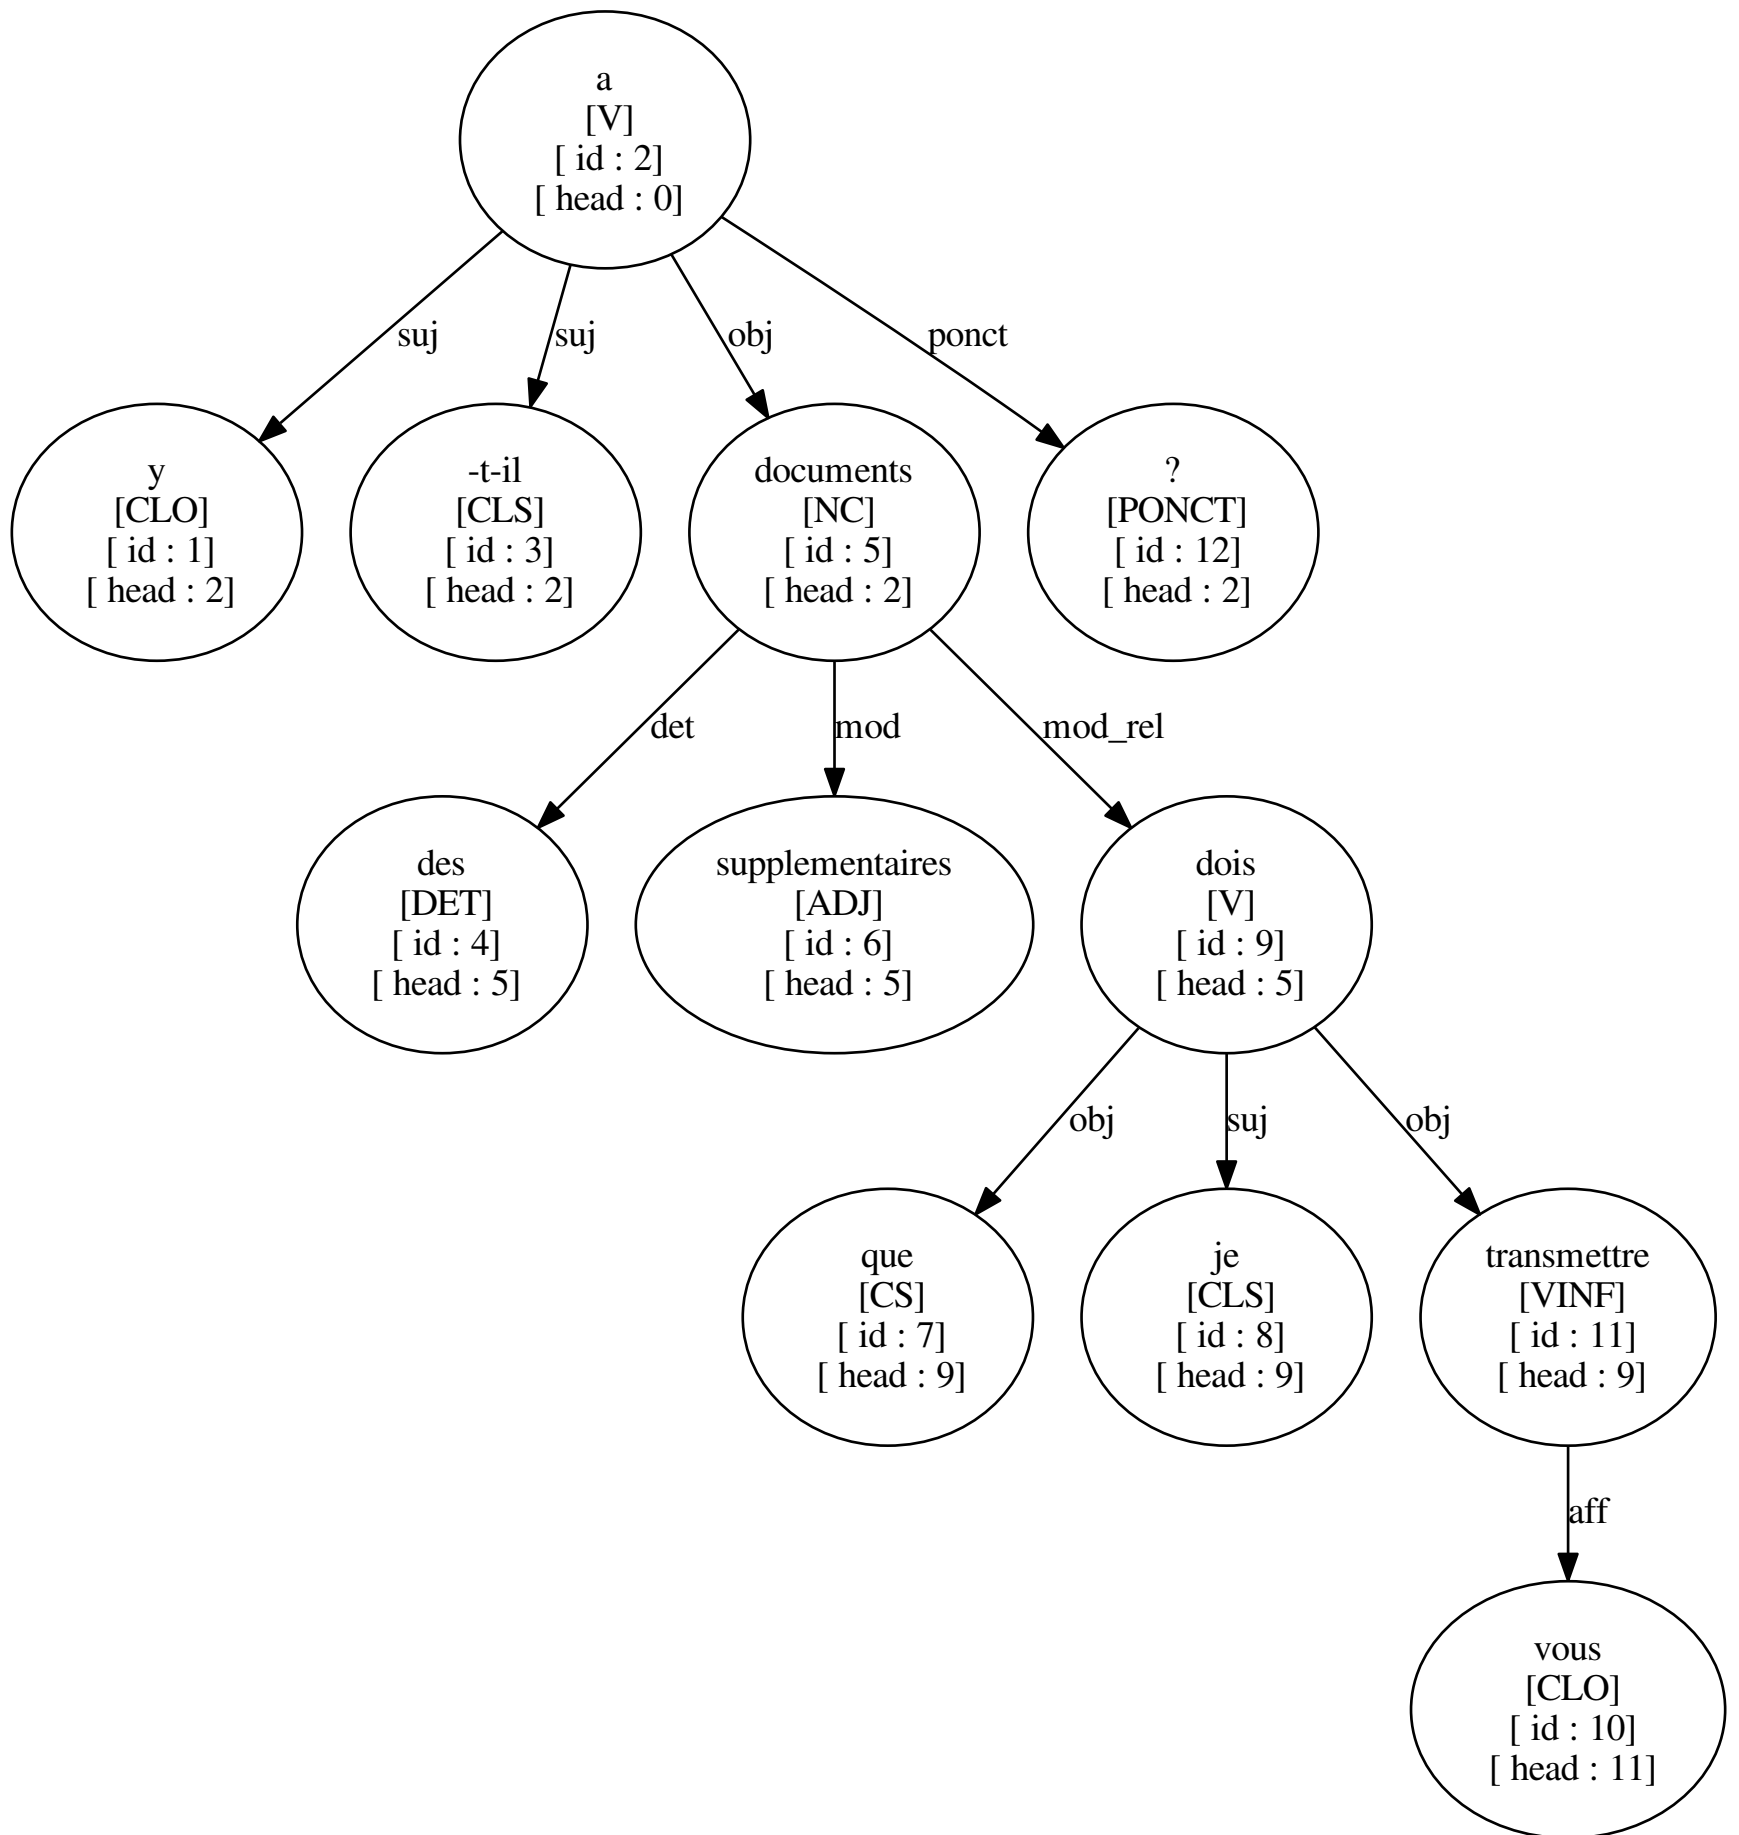 a
[V]
[ id : 2]
[ head : 0]
suj
suj
obj
ponct
y
[CLO]
[ id : 1]
[ head : 2]
-t-il
[CLS]
[ id : 3]
[ head : 2]
documents
[NC]
[ id : 5]
[ head : 2]
?
[PONCT]
[ id : 12]
[ head : 2]
det
mod
mod_rel
des
[DET]
[ id : 4]
[ head : 5]
supplementaires
[ADJ]
[ id : 6]
[ head : 5]
dois
[V]
[ id : 9]
[ head : 5]
obj
suj
obj
que
[CS]
[ id : 7]
[ head : 9]
je
[CLS]
[ id : 8]
[ head : 9]
transmettre
[VINF]
[ id : 11]
[ head : 9]
aff
vous
[CLO]
[ id : 10]
[ head : 11]